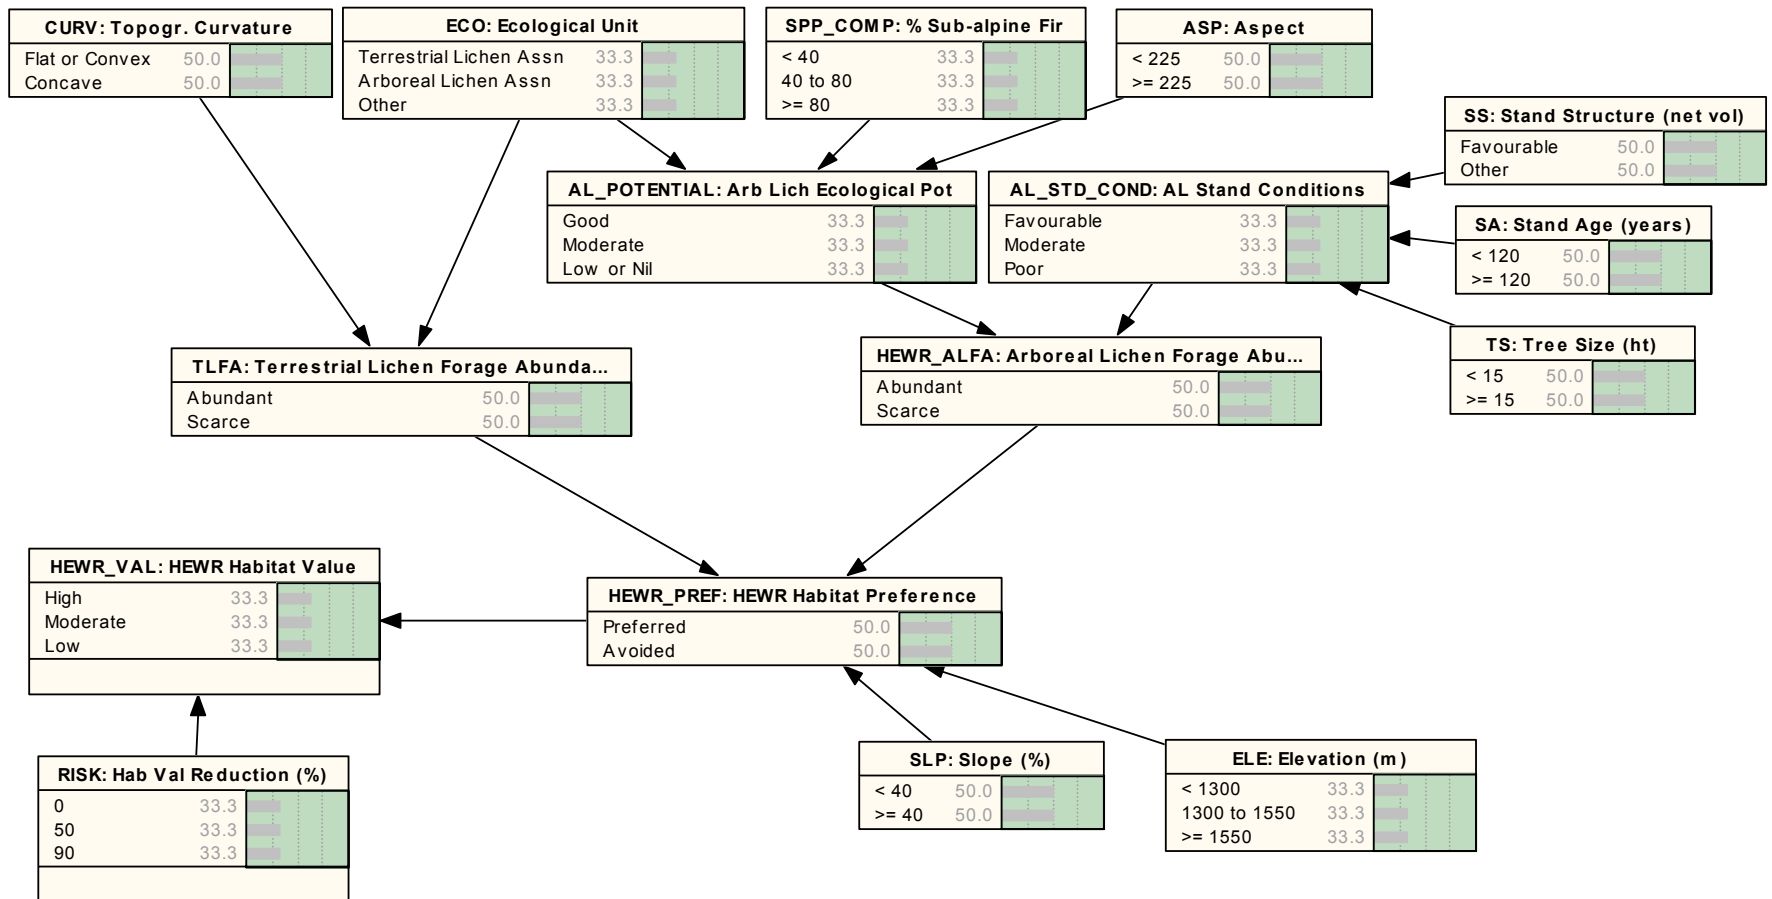 CURV: Topogr. Curvature
Flat or Convex 50.0
Concave 50.0
ECO: Ecological Unit
Terrestrial Lichen Assn 33.3
Arboreal Lichen Assn 33.3
Other 33.3
SPP_COMP: % Sub-alpine Fir
< 40 33.3
40 to 80 33.3
>= 80 33.3
ASP: Aspect
< 225 50.0
>= 225 50.0
SS: Stand Structure (net vol)
Favourable 50.0
Other 50.0
AL_POTENTIAL: Arb Lich Ecological Pot
Good 33.3
Moderate 33.3
Low or Nil 33.3
AL_STD_COND: AL Stand Conditions
Favourable 33.3
Moderate 33.3
Poor 33.3
SA: Stand Age (years)
< 120 50.0
>= 120 50.0
TS: Tree Size (ht)
< 15 50.0
>= 15 50.0
TLFA: Terrestrial Lichen Forage Abunda...
Abundant 50.0
Scarce 50.0
HEWR_ALFA: Arboreal Lichen Forage Abu...
Abundant 50.0
Scarce 50.0
HEWR_VAL: HEWR Habitat Value
High 33.3
Moderate 33.3
Low 33.3
HEWR_PREF: HEWR Habitat Preference
Preferred 50.0
Avoided 50.0
RISK: Hab Val Reduction (%)
0 33.3
50 33.3
90 33.3
SLP: Slope (%)
< 40 50.0
>= 40 50.0
ELE: Elevation (m)
< 1300 33.3
1300 to 1550 33.3
>= 1550 33.3